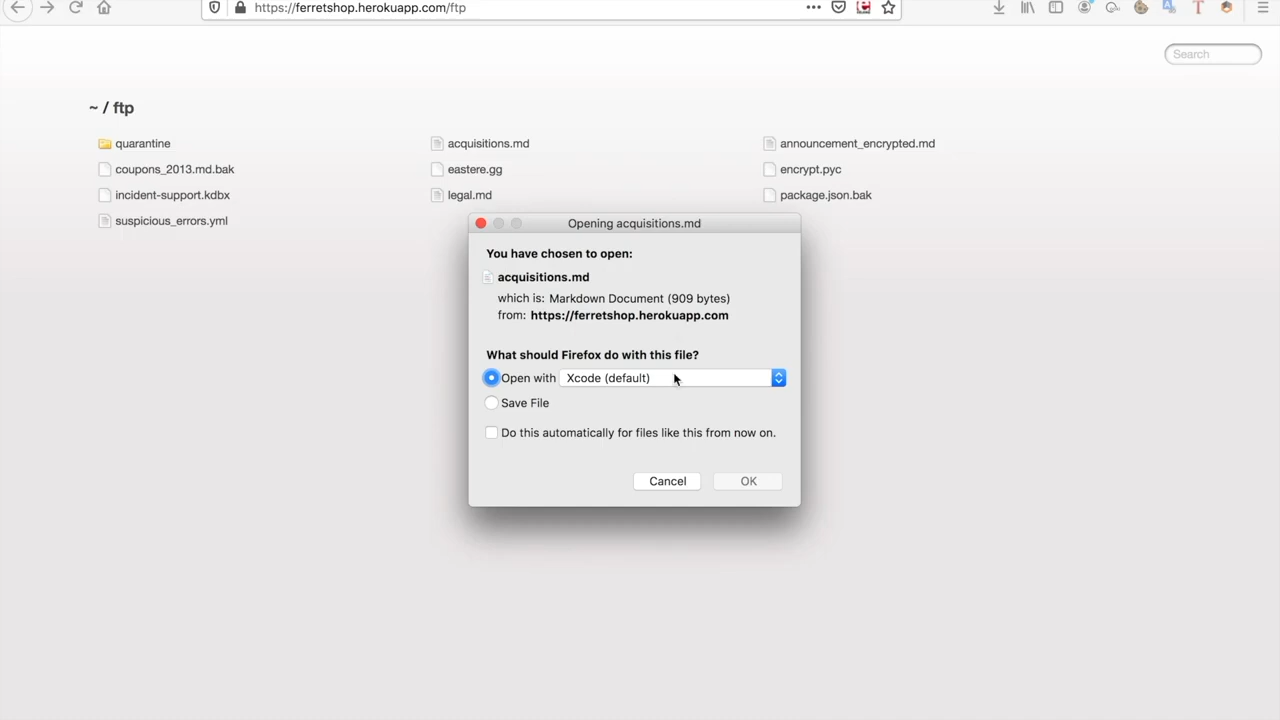 https://ferretshop.herokuapp.com/ftp
Search
~ / ftp
quarantine
acquisitions.md
announcement_encrypted.md
coupons_2013.md.bak
eastere.gg
encrypt.pyc
incident-support.kdbx
legal.md
package.json.bak
suspicious_errors.yml
Opening acquisitions.md
You have chosen to open:
acquisitions.md
which is: Markdown Document (909 bytes)
from: https://ferretshop.herokuapp.com
What should Firefox do with this file?
Open with Xcode (default)
Save File
Do this automatically for files like this from now on.
Cancel OK